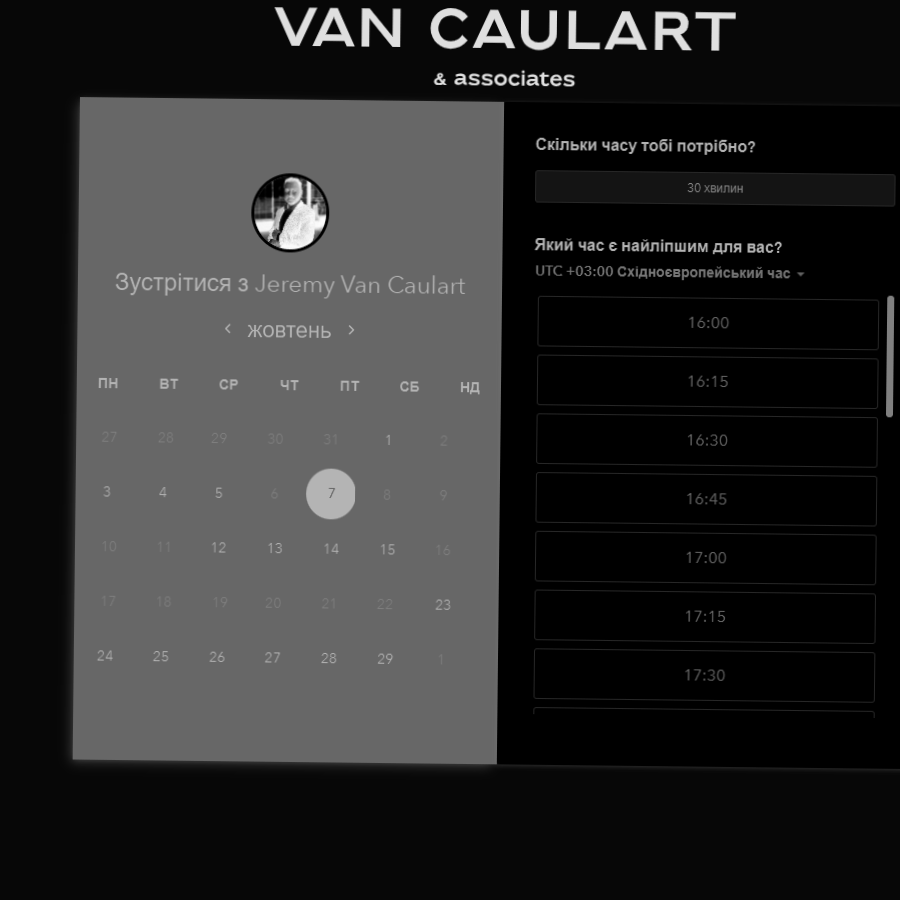 VAN CAULART
& associates
Зустрітися з Jeremy Van Caulart
жовтень
ПН ВТ СР ЧТ ПТ СБ НД
27 28 29 30 31 1 2
3 4 5 6 7 8 9
10 11 12 13 14 15 16
17 18 19 20 21 22 23
24 25 26 27 28 29 1
Скільки часу тобі потрібно?
30 хвилин
Який час є найліпшим для вас?
UTC +03:00 Східноєвропейський час
16:00
16:15
16:30
16:45
17:00
17:15
17:30